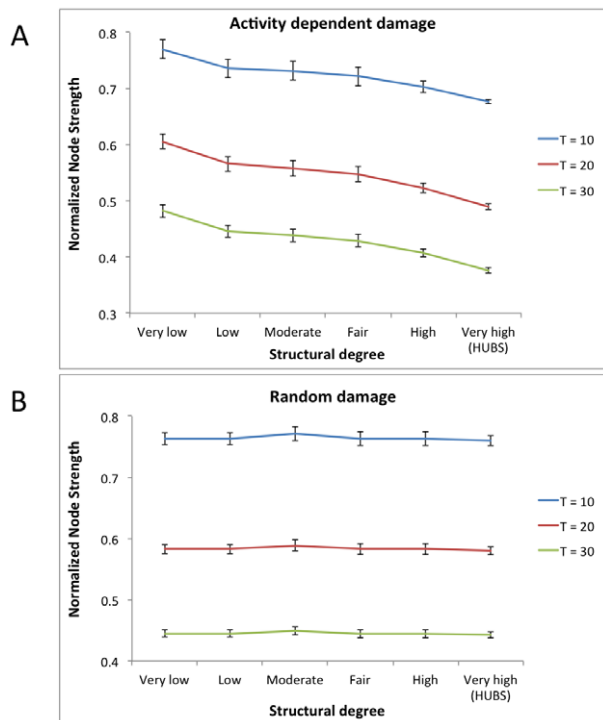 A
Activity dependent damage
0.8
0.7
0.6
0.5
0.4
0.3
Normalized Node Strength
Very low Low Moderate Fair High Very high
(HUBS)
Structural degree
T = 10
T = 20
T = 30
B
Random damage
0.8
0.7
0.6
0.5
0.4
Normalized Node Strength
Very low Low Moderate Fair High Very high
(HUBS)
Structural degree
T = 10
T = 20
T = 30